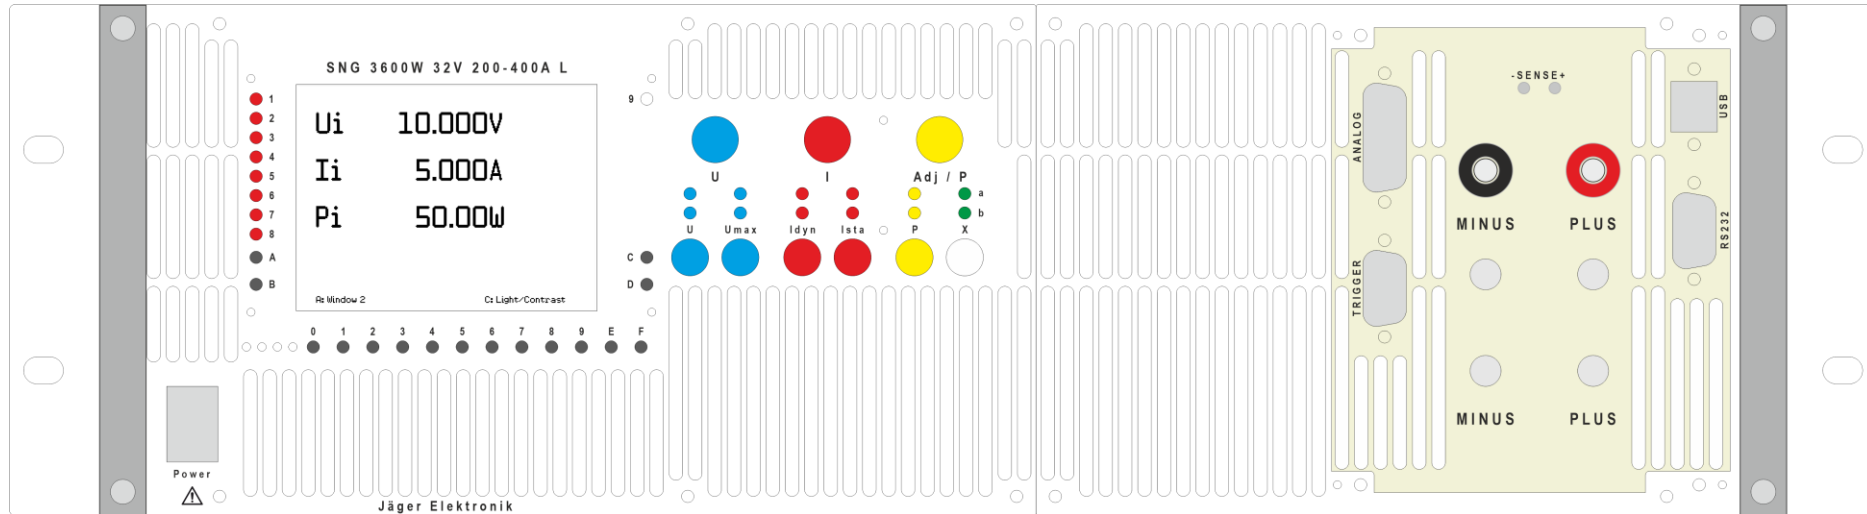 SNG 3600W 32V 200-400A L
1
2
3
4
5
6
7
8
A
B
Ui 10.000V
Ii 5.000A
Pi 50.00W
A: Window 2 C: Light/Contrast
9
C
D
0 1 2 3 4 5 6 7 8 9 E F
Power
Jäger Elektronik
U I Adj / P
a
b
U Umax Idyn Ista P X
ANALOG
TRIGGER
-SENSE+
MINUS PLUS
MINUS PLUS
USB
RS232